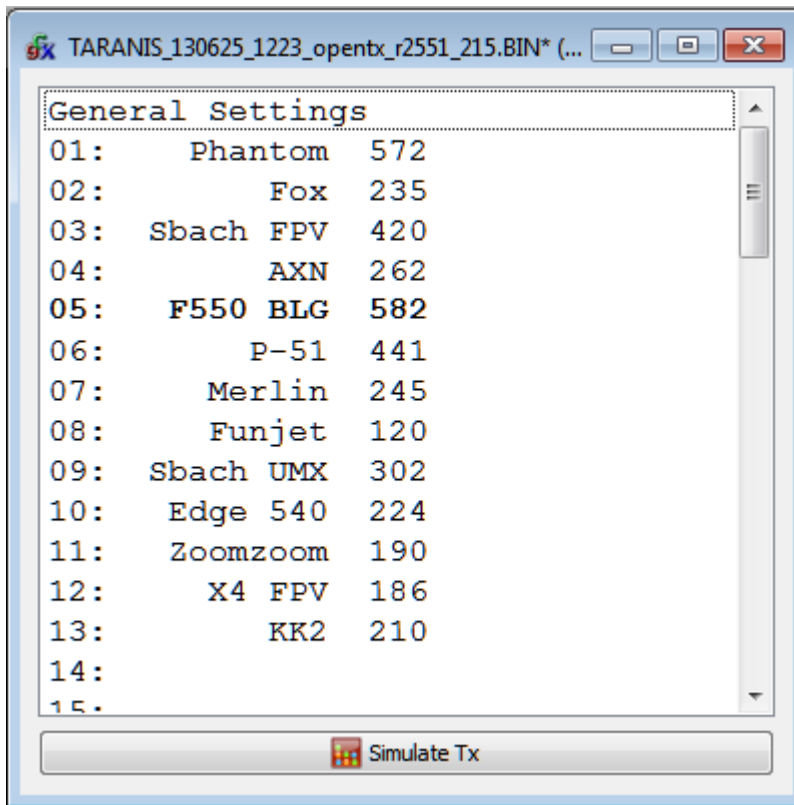 TARANIS_130625_1223_opentx_r2551_215.BIN* (...
General Settings
01: Phantom 572
02: Fox 235
03: Sbach FPV 420
04: AXN 262
05: F550 BLG 582
06: P-51 441
07: Merlin 245
08: Funjet 120
09: Sbach UMX 302
10: Edge 540 224
11: Zoomzoom 190
12: X4 FPV 186
13: KK2 210
14:
15:
Simulate Tx